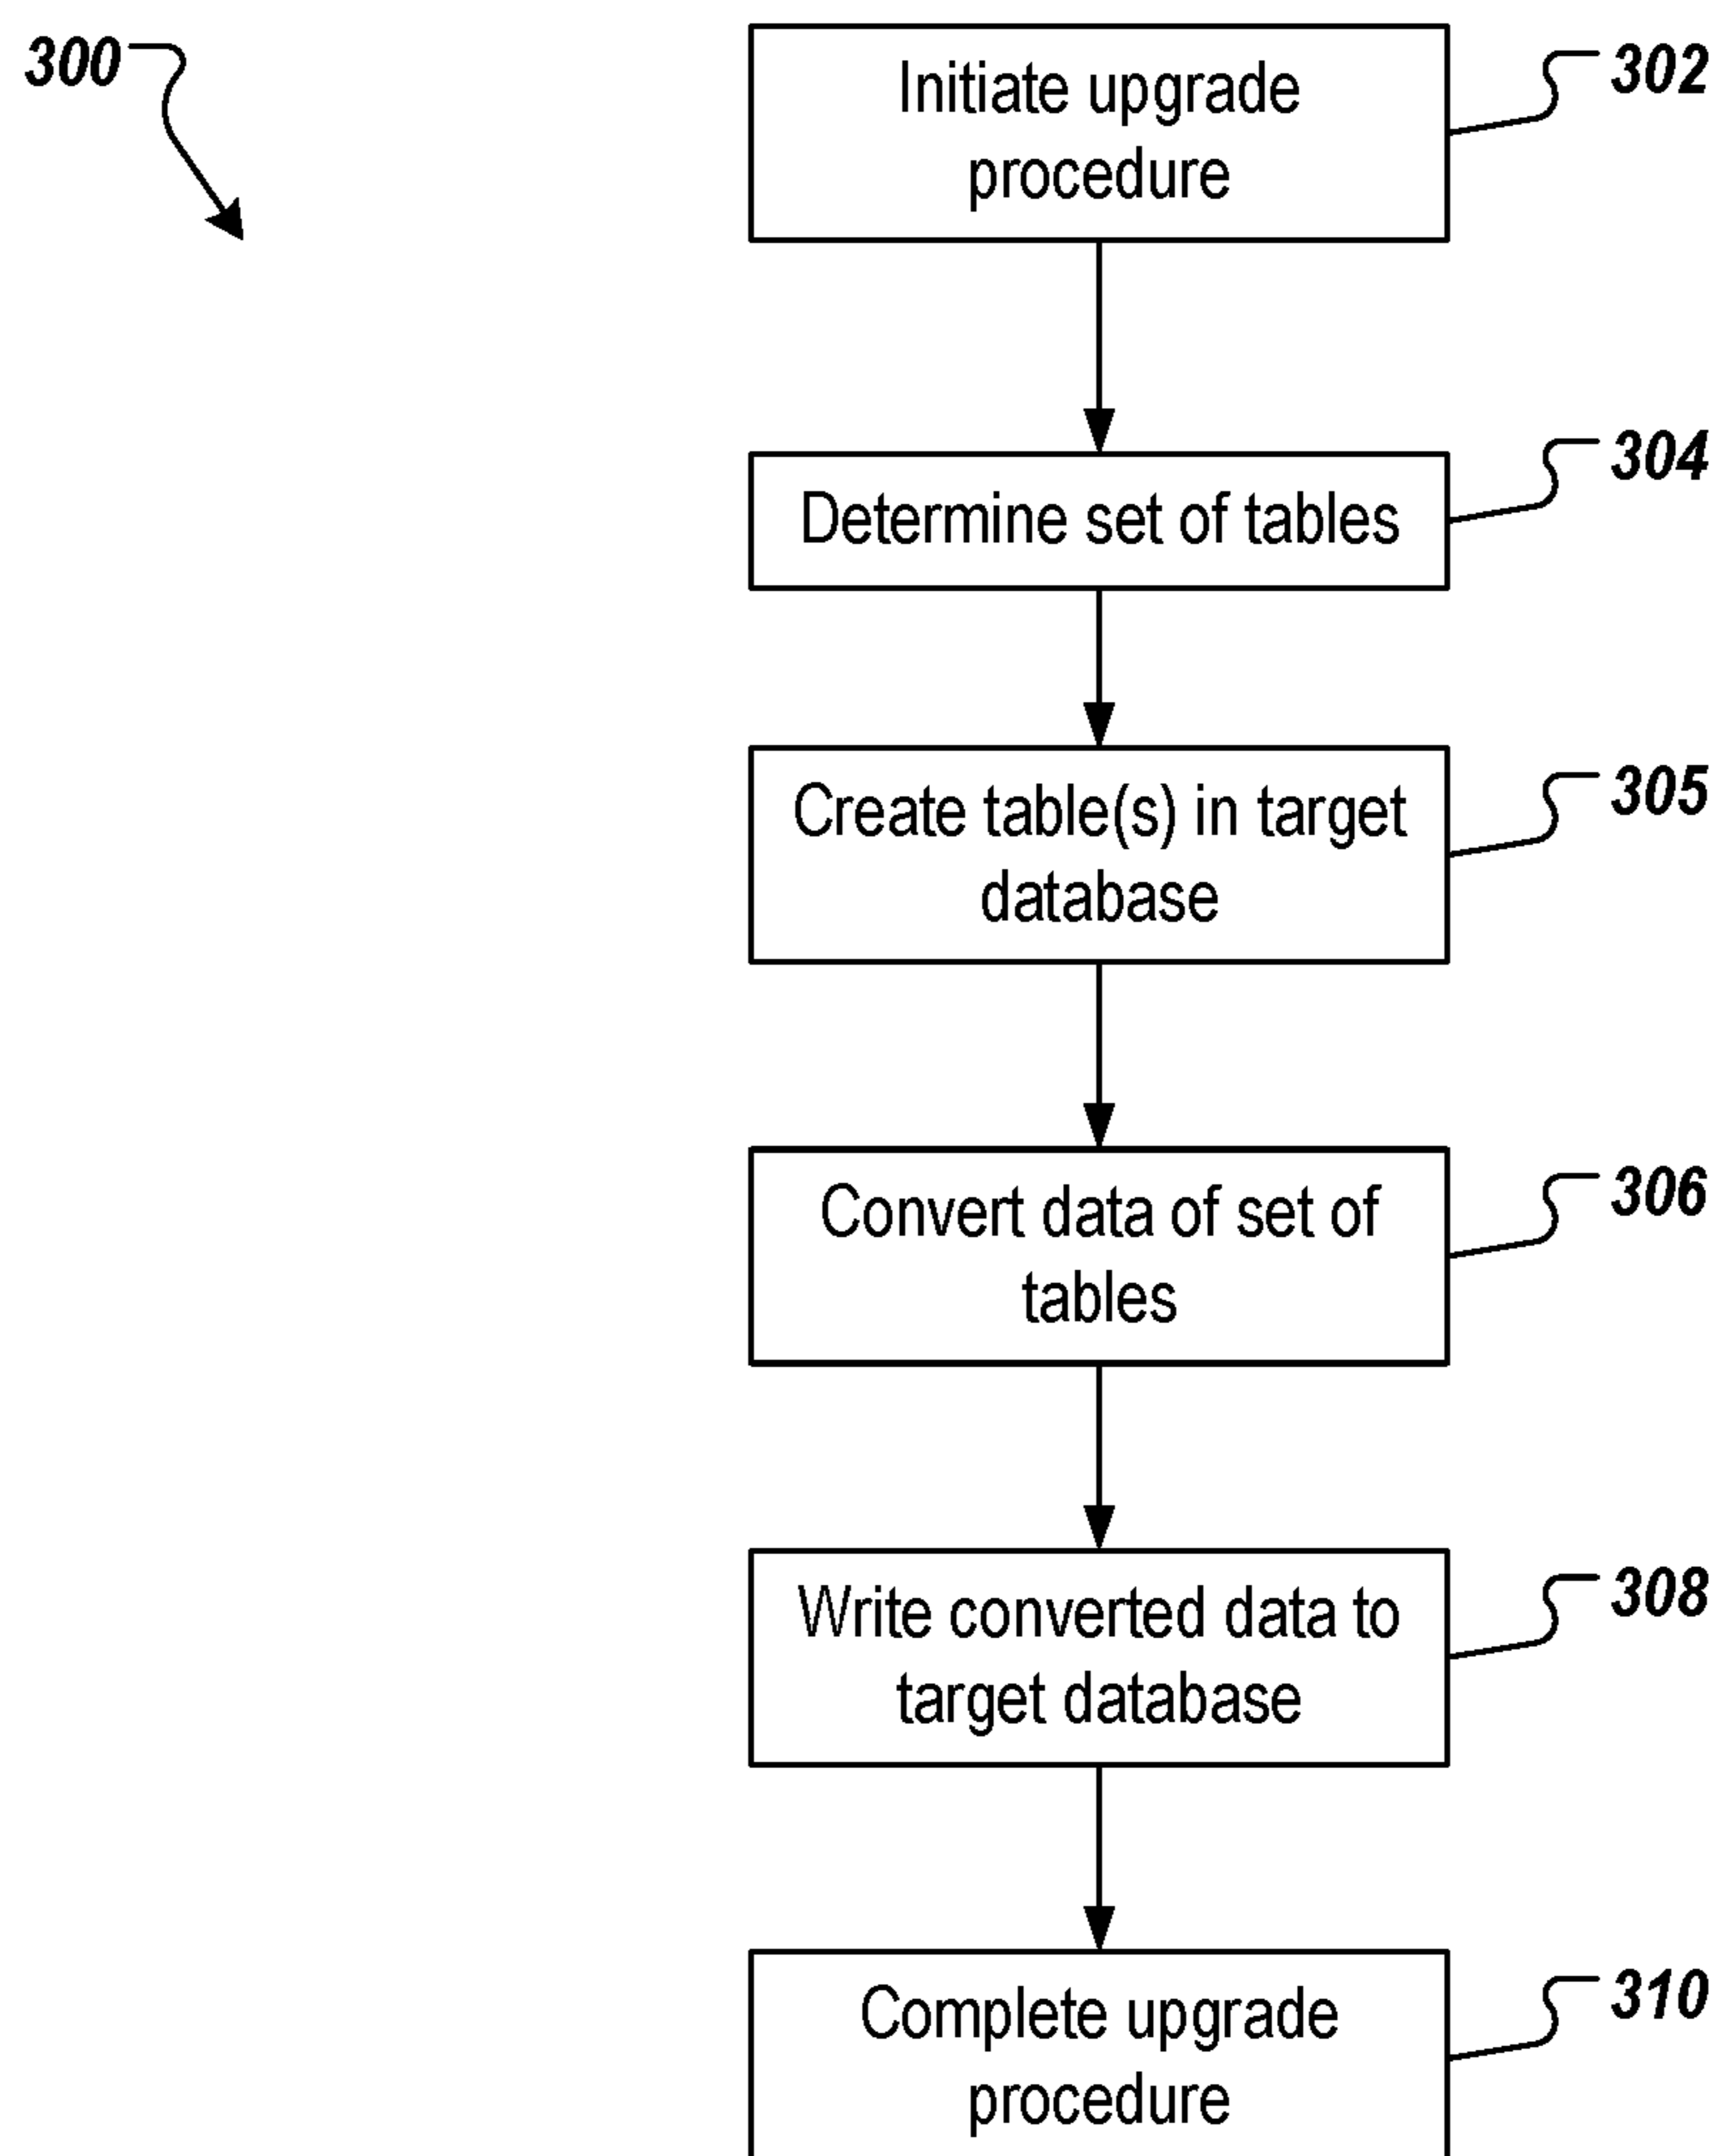 300
Initiate upgrade
procedure
302
Determine set of tables
304
Create table(s) in target
database
305
Convert data of set of
tables
306
Write converted data to
target database
308
Complete upgrade
procedure
310